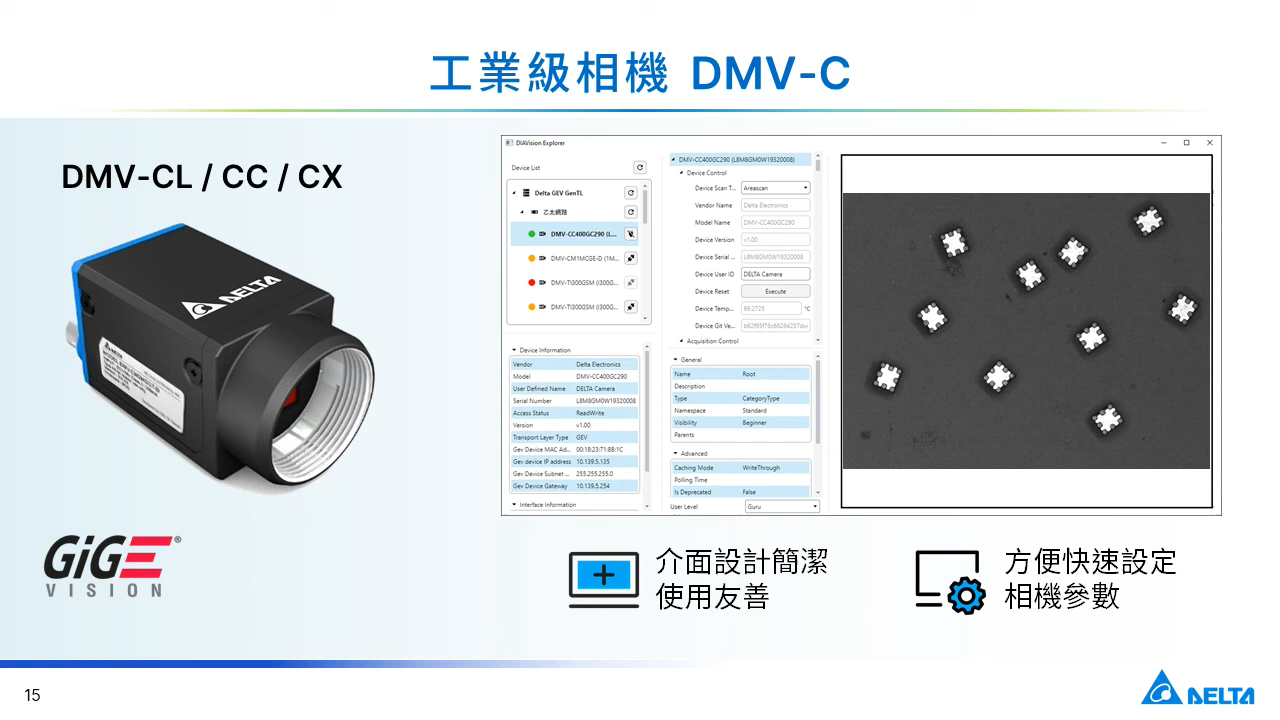 工業級相機 DMV-C
DMV-CL / CC / CX
DELTA
GiGE® VISION
DIAVision Explorer
Device List
Delta GEV GenTL
乙太網路
DMV-CC400GC290 (L...
DMV-CM1MCGE-D (1M...
DMV-TI300GSM (I300G...
DMV-TI300GSM (I300G...
Device Information
Vendor Delta Electronics
Model DMV-CC400GC290
User Defined Name DELTA Camera
Serial Number L8M8GM0W19320008
Access Status ReadWrite
Version v1.00
Transport Layer Type GEV
Gev Device MAC Ad... 00:18:23:71:BB:1C
Gev device IP address 10.139.5.135
Gev Device Subnet ... 255.255.255.0
Gev Device Gateway 10.139.5.254
Interface Information
DMV-CC400GC290 (L8M8GM0W19320008)
Device Control
Device Scan T... Areascan
Vendor Name Delta Electronics
Model Name DMV-CC400GC290
Device Version v1.00
Device Serial ... L8M8GM0W19320008
Device User ID DELTA Camera
Device Reset Execute
Device Temp... 69.2725 °C
Device Git Ve...
Acquisition Control
General
Name Root
Description
Type CategoryType
Namespace Standard
Visibility Beginner
Parents
Advanced
Caching Mode WriteThrough
Polling Time
Is Deprecated False
User Level Guru
介面設計簡潔
使用友善
方便快速設定
相機參數
15
DELTA